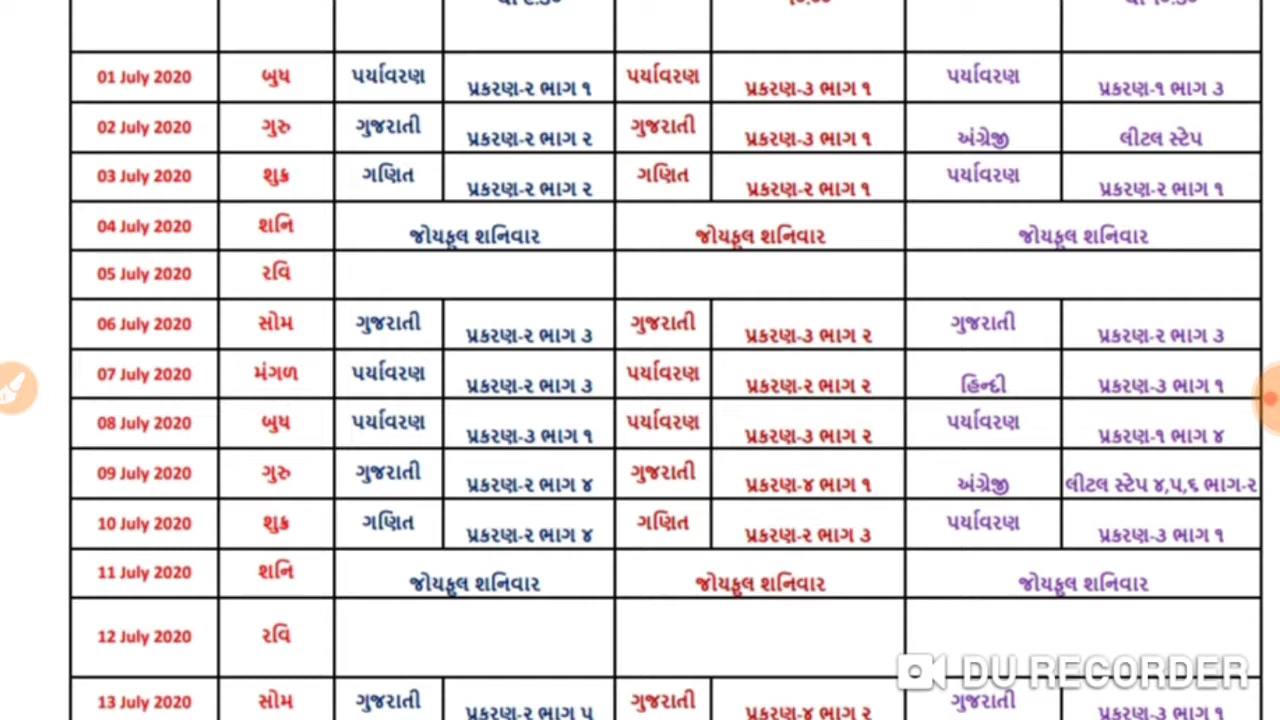 01 July 2020 બુધ પર્યાવરણ પ્રકરણ-૨ ભાગ ૧ પર્યાવરણ પ્રકરણ-૩ ભાગ ૧ પર્યાવરણ પ્રકરણ-૧ ભાગ ૩
02 July 2020 ગુરુ ગુજરાતી પ્રકરણ-૨ ભાગ ૨ ગુજરાતી પ્રકરણ-૩ ભાગ ૧ અંગ્રેજી લીટલ સ્ટેપ
03 July 2020 શુક્ર ગણિત પ્રકરણ-૨ ભાગ ૨ ગણિત પ્રકરણ-૨ ભાગ ૧ પર્યાવરણ પ્રકરણ-૨ ભાગ ૧
04 July 2020 શનિ જોયફૂલ શનિવાર જોયફૂલ શનિવાર જોયફૂલ શનિવાર
05 July 2020 રવિ
06 July 2020 સોમ ગુજરાતી પ્રકરણ-૨ ભાગ ૩ ગુજરાતી પ્રકરણ-૩ ભાગ ૨ ગુજરાતી પ્રકરણ-૨ ભાગ ૩
07 July 2020 મંગળ પર્યાવરણ પ્રકરણ-૨ ભાગ ૩ પર્યાવરણ પ્રકરણ-૨ ભાગ ૨ હિન્દી પ્રકરણ-૩ ભાગ ૧
08 July 2020 બુધ પર્યાવરણ પ્રકરણ-૩ ભાગ ૧ પર્યાવરણ પ્રકરણ-૩ ભાગ ૨ પર્યાવરણ પ્રકરણ-૧ ભાગ ૪
09 July 2020 ગુરુ ગુજરાતી પ્રકરણ-૨ ભાગ ૪ ગુજરાતી પ્રકરણ-૪ ભાગ ૧ અંગ્રેજી લીટલ સ્ટેપ ૪,૫,૬ ભાગ-૨
10 July 2020 શુક્ર ગણિત પ્રકરણ-૨ ભાગ ૪ ગણિત પ્રકરણ-૨ ભાગ ૩ પર્યાવરણ પ્રકરણ-૩ ભાગ ૧
11 July 2020 શનિ જોયફૂલ શનિવાર જોયફૂલ શનિવાર જોયફૂલ શનિવાર
12 July 2020 રવિ
DU RECORDER
13 July 2020 સોમ ગુજરાતી પ્રકરણ-૨ ભાગ ૫ ગુજરાતી પ્રકરણ-૪ ભાગ ૨ ગુજરાતી પ્રકરણ-૩ ભાગ ૧